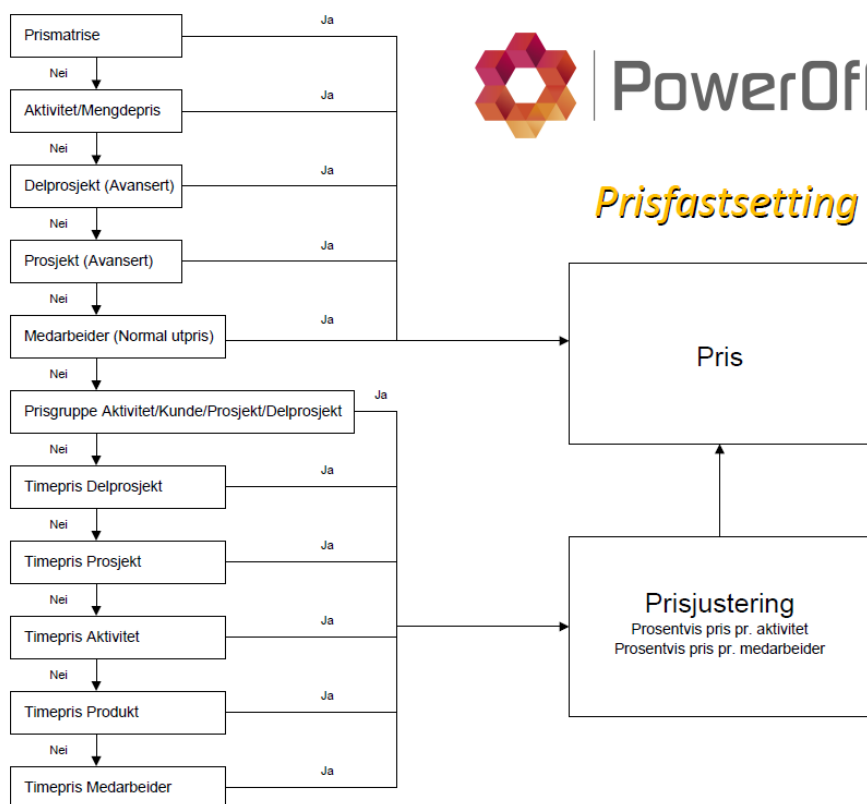 Prismatrise
Ja
Nei
Aktivitet/Mengdepris
Ja
Nei
Delprosjekt (Avansert)
Ja
Nei
Prosjekt (Avansert)
Ja
Nei
Medarbeider (Normal utpris)
Ja
Nei
Prisgruppe Aktivitet/Kunde/Prosjekt/Delprosjekt
Ja
Nei
Timepris Delprosjekt
Ja
Nei
Timepris Prosjekt
Ja
Nei
Timepris Aktivitet
Ja
Nei
Timepris Produkt
Ja
Nei
Timepris Medarbeider
Ja
PowerOff
Prisfastsetting
Pris
Prisjustering
Prosentvis pris pr. aktivitet
Prosentvis pris pr. medarbeider